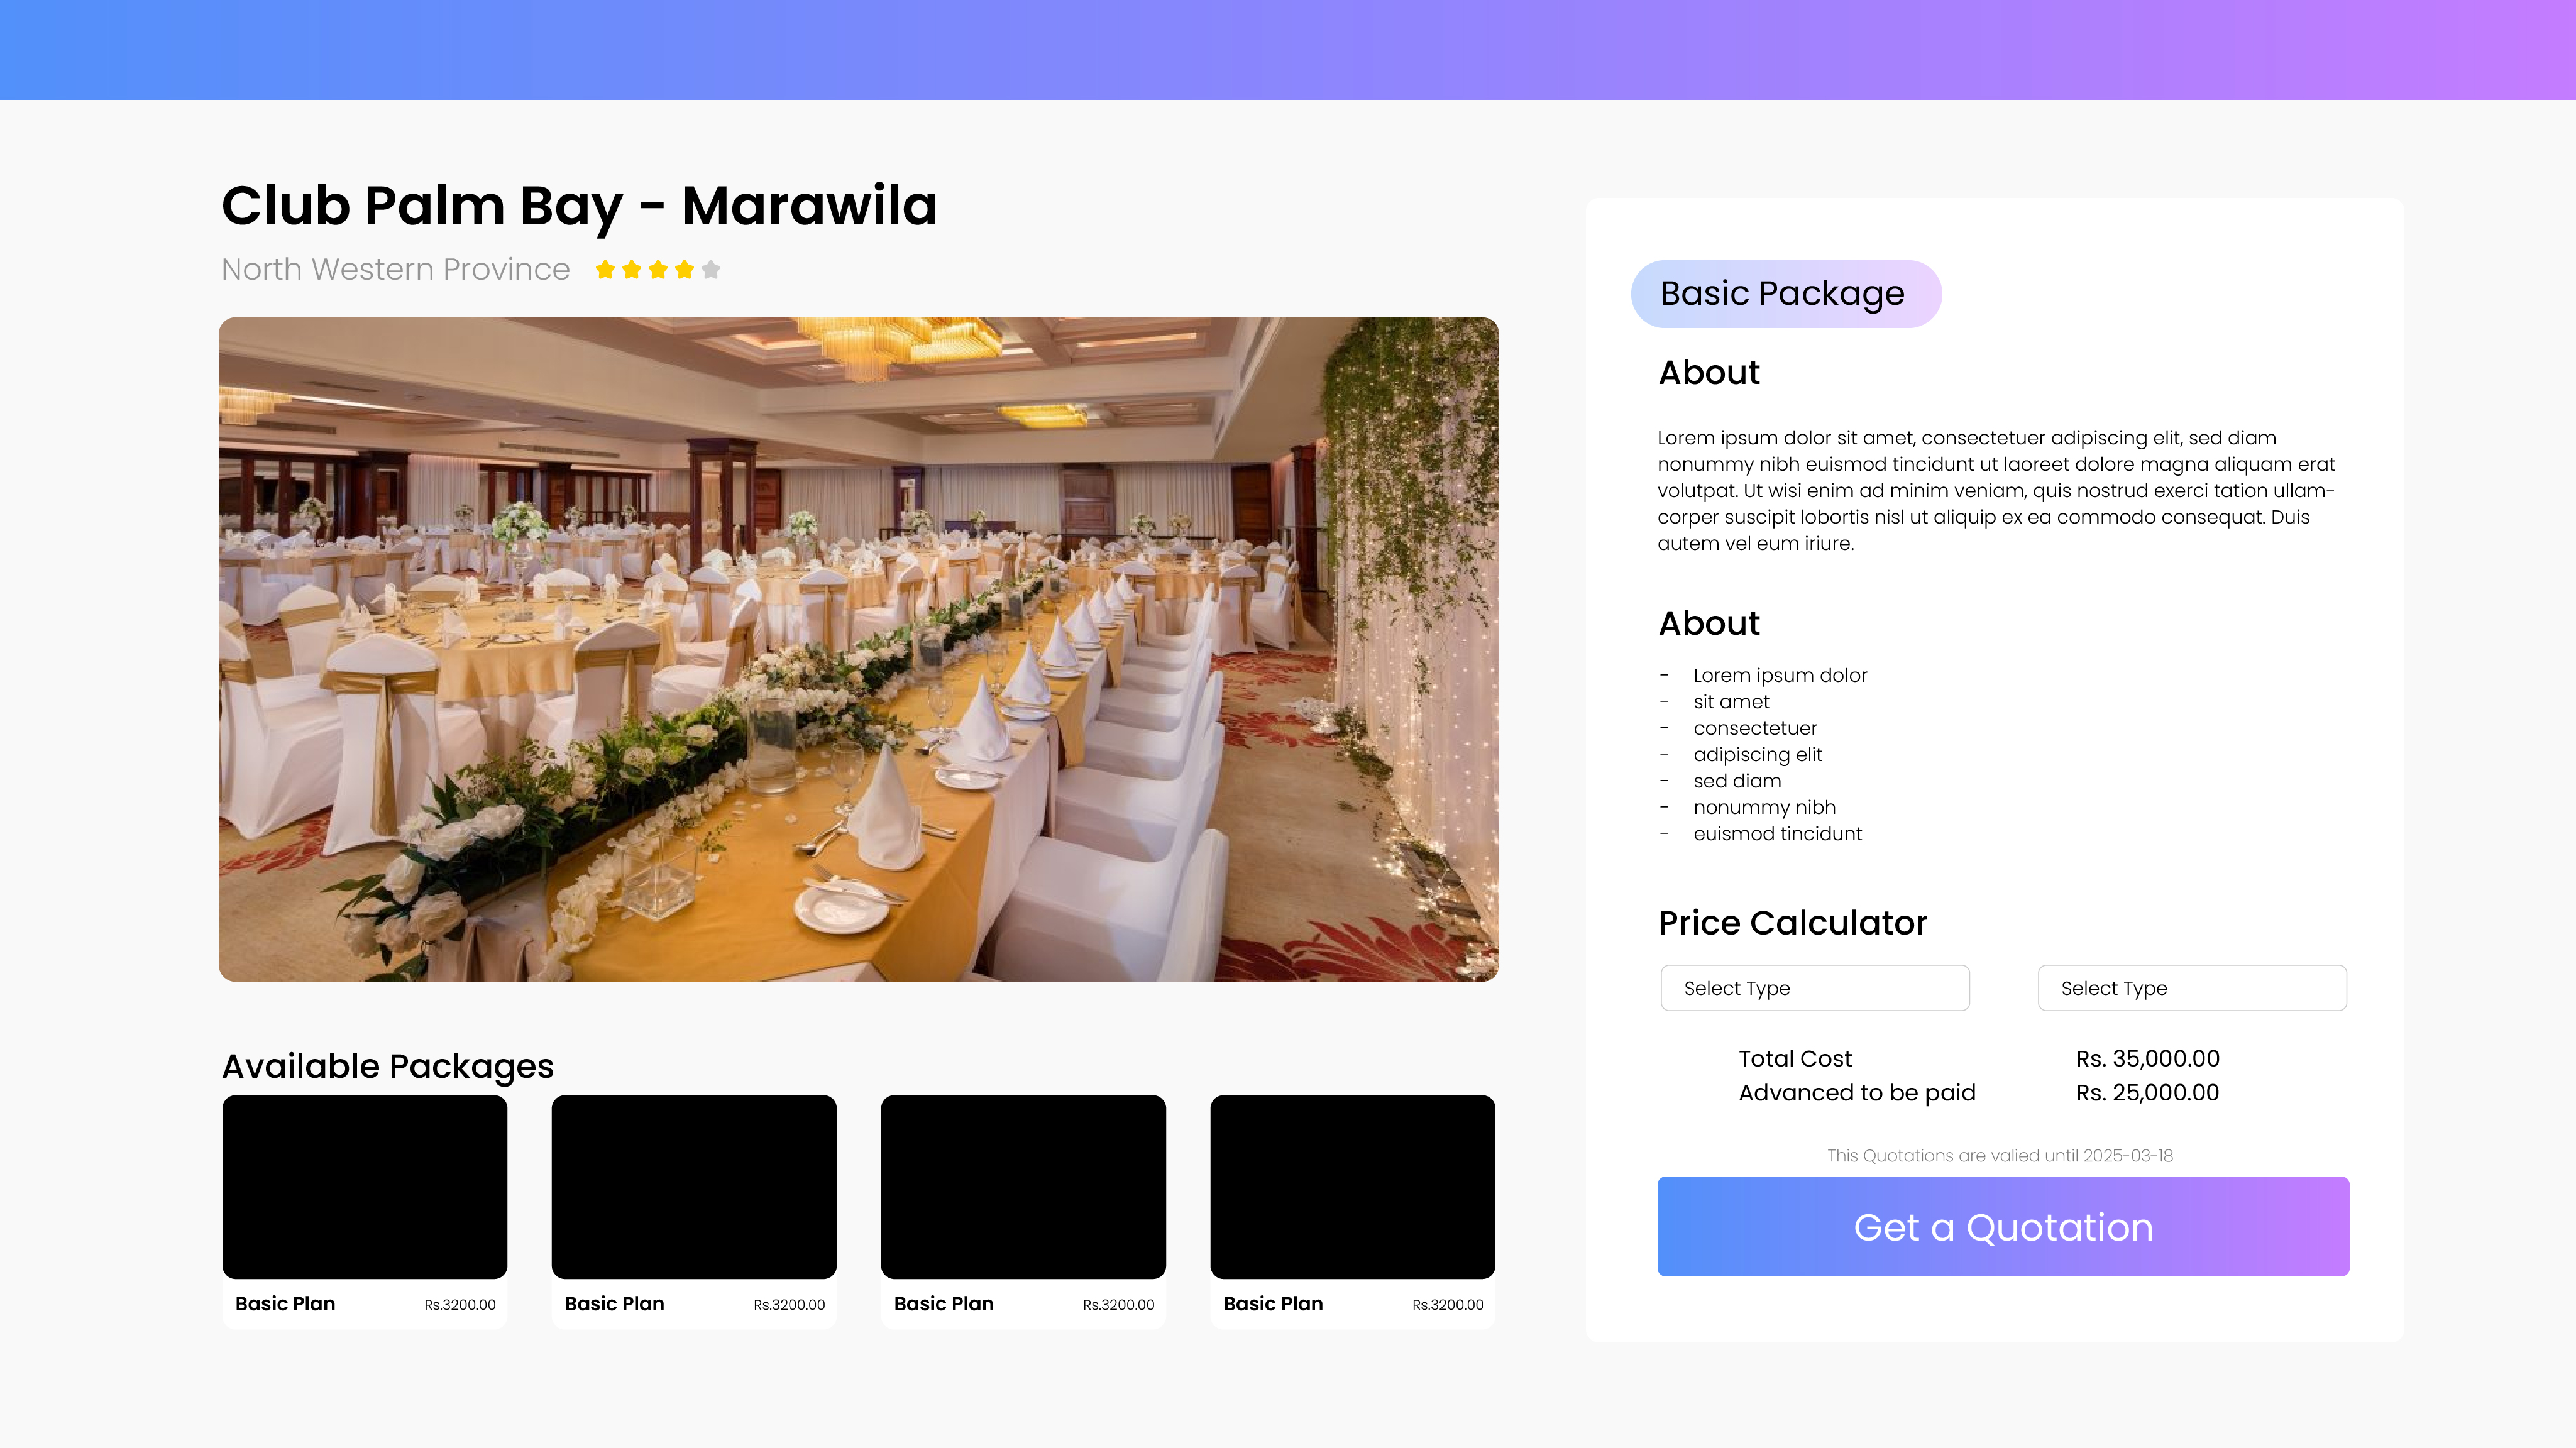 Club Palm Bay - Marawila
North Western Province
Available Packages
Basic Plan Rs.3200.00
Basic Plan Rs.3200.00
Basic Plan Rs.3200.00
Basic Plan Rs.3200.00
Basic Package
About
Lorem ipsum dolor sit amet, consectetuer adipiscing elit, sed diam
nonummy nibh euismod tincidunt ut laoreet dolore magna aliquam erat
volutpat. Ut wisi enim ad minim veniam, quis nostrud exerci tation ullam-
corper suscipit lobortis nisl ut aliquip ex ea commodo consequat. Duis
autem vel eum iriure.
About
- Lorem ipsum dolor
- sit amet
- consectetuer
- adipiscing elit
- sed diam
- nonummy nibh
- euismod tincidunt
Price Calculator
Select Type Select Type
Total Cost Rs. 35,000.00
Advanced to be paid Rs. 25,000.00
This Quotations are valied until 2025-03-18
Get a Quotation